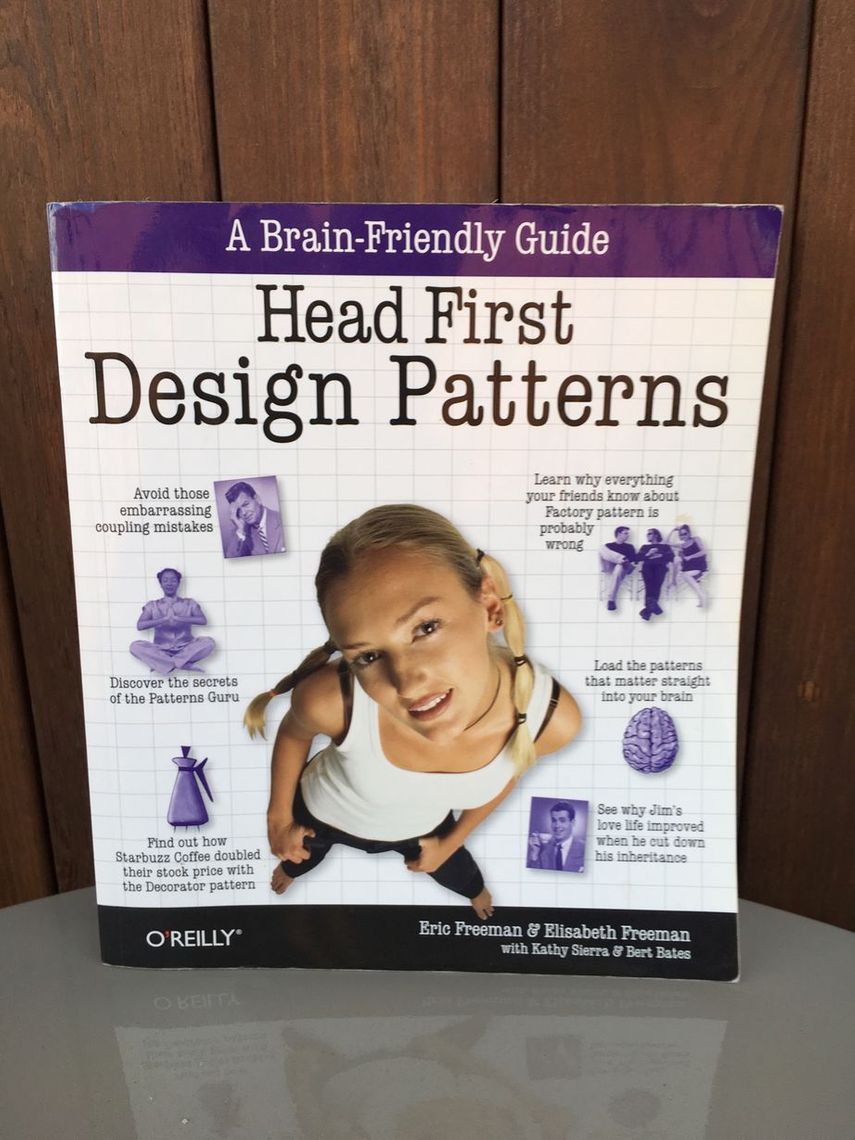 A Brain-Friendly Guide
Head First
Design Patterns
Avoid those
embarrassing
coupling mistakes
Learn why everything
your friends know about
Factory pattern is
probably
wrong
Discover the secrets
of the Patterns Guru
Load the patterns
that matter straight
into your brain
Find out how
Starbuzz Coffee doubled
their stock price with
the Decorator pattern
See why Jim's
love life improved
when he cut down
his inheritance
O'REILLY®
Eric Freeman & Elisabeth Freeman
with Kathy Sierra & Bert Bates